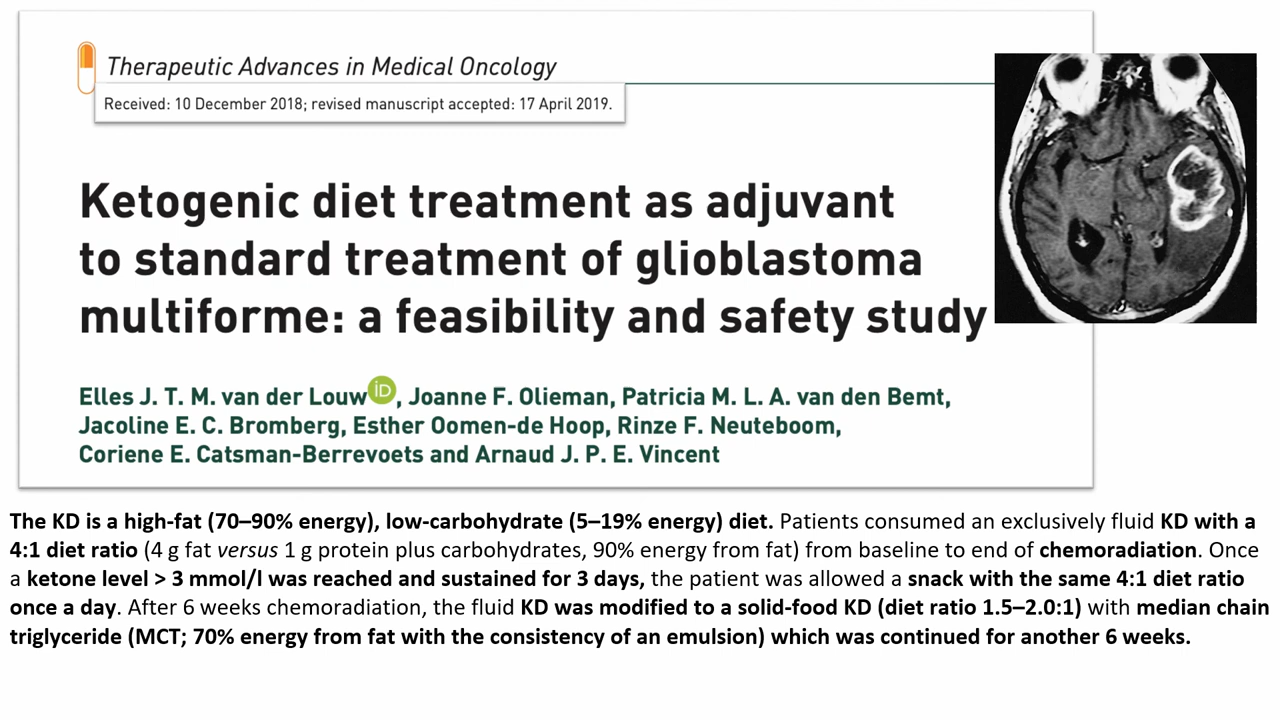 Therapeutic Advances in Medical Oncology
Received: 10 December 2018; revised manuscript accepted: 17 April 2019.
Ketogenic diet treatment as adjuvant
to standard treatment of glioblastoma
multiforme: a feasibility and safety study
Elles J. T. M. van der Louw iD, Joanne F. Olieman, Patricia M. L. A. van den Bemt,
Jacoline E. C. Bromberg, Esther Oomen-de Hoop, Rinze F. Neuteboom,
Coriene E. Catsman-Berrevoets and Arnaud J. P. E. Vincent
The KD is a high-fat (70–90% energy), low-carbohydrate (5–19% energy) diet. Patients consumed an exclusively fluid KD with a
4:1 diet ratio (4 g fat versus 1 g protein plus carbohydrates, 90% energy from fat) from baseline to end of chemoradiation. Once
a ketone level > 3 mmol/l was reached and sustained for 3 days, the patient was allowed a snack with the same 4:1 diet ratio
once a day. After 6 weeks chemoradiation, the fluid KD was modified to a solid-food KD (diet ratio 1.5–2.0:1) with median chain
triglyceride (MCT; 70% energy from fat with the consistency of an emulsion) which was continued for another 6 weeks.